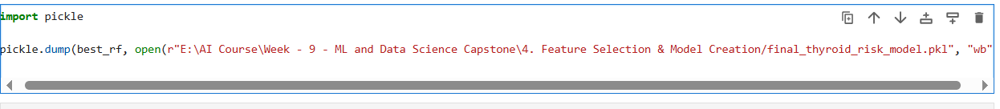 import pickle
pickle.dump(best_rf, open(r"E:\AI Course\Week - 9 - ML and Data Science Capstone\4. Feature Selection & Model Creation/final_thyroid_risk_model.pkl", "wb"